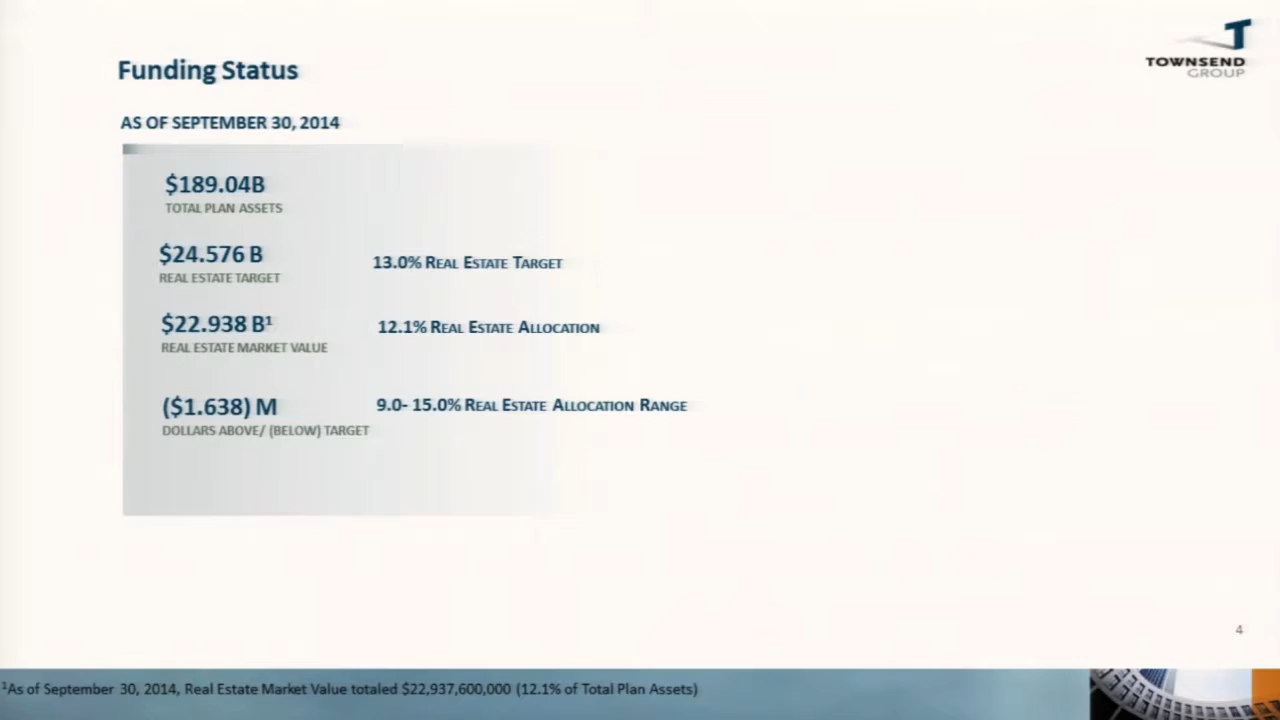 TOWNSEND
GROUP
Funding Status
AS OF SEPTEMBER 30, 2014
$189.04B
TOTAL PLAN ASSETS
$24.576 B
REAL ESTATE TARGET
13.0% REAL ESTATE TARGET
$22.938 B¹
REAL ESTATE MARKET VALUE
12.1% REAL ESTATE ALLOCATION
($1.638) M
DOLLARS ABOVE/ (BELOW) TARGET
9.0- 15.0% REAL ESTATE ALLOCATION RANGE
4
¹As of September 30, 2014, Real Estate Market Value totaled $22,937,600,000 (12.1% of Total Plan Assets)